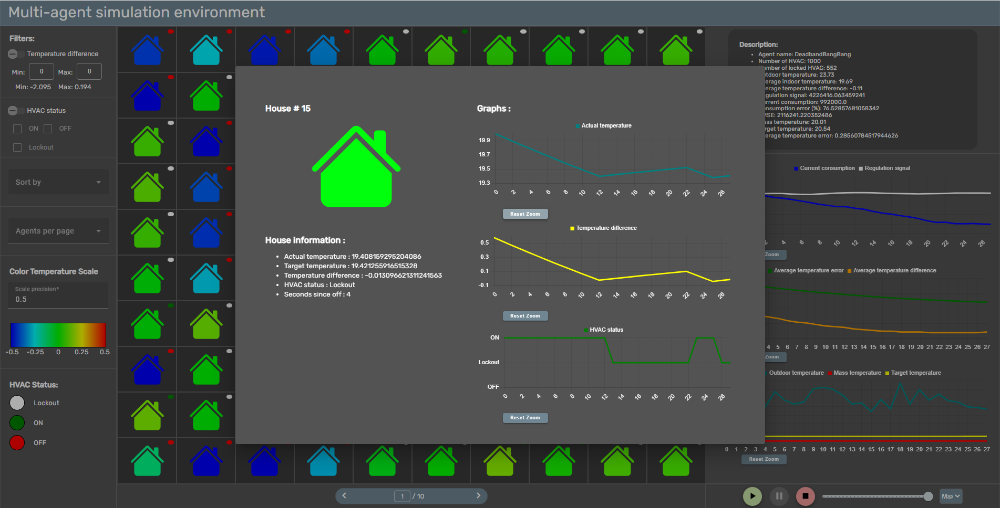 Multi-agent simulation environment
Filters:
Temperature difference
Min: 0 Max: 0
Min: -2.095 Max: 0.194
HVAC status
ON OFF
Lockout
Sort by
Agents per page
Color Temperature Scale
Scale precision*
0.5
-0.5 -0.25 0 0.25 0.5
HVAC Status:
Lockout
ON
OFF
House # 15
House information :
Actual temperature : 19.408159295204086
Target temperature : 19.421255916515328
Temperature difference : -0.013096621311241563
HVAC status : Lockout
Seconds since off : 4
Graphs :
Actual temperature
19.9
19.7
19.5
19.3
0 2 4 6 8 10 12 14 16 18 20 22 24 26
Reset Zoom
Temperature difference
0.5
0.3
0.1
-0.1
0 2 4 6 8 10 12 14 16 18 20 22 24 26
Reset Zoom
HVAC status
ON
Lockout
OFF
0 2 4 6 8 10 12 14 16 18 20 22 24 26
Reset Zoom
Description:
Agent name: DeadbandBangBang
Number of HVAC: 1000
umber of locked HVAC: 552
utdoor temperature: 23.73
verage indoor temperature: 19.69
verage temperature difference: -0.11
egulation signal: 4226416.063459241
urrent consumption: 992000.0
onsumption error (%): 76.52857681058342
MSE: 2116241.220352486
ass temperature: 20.01
arget temperature: 20.54
verage temperature error: 0.28560784517944626
Current consumption Regulation signal
2 4 6 8 10 12 14 16 18 20 22 24 26
Zoom
Average temperature error Average temperature difference
4 5 6 7 8 9 10 11 12 13 14 15 16 17 18 19 20 21 22 23 24 25 26 27
Zoom
Outdoor temperature Mass temperature Target temperature
0 1 2 3 4 5 6 7 8 9 10 11 12 13 14 15 16 17 18 19 20 21 22 23 24 25 26 27
Reset Zoom
1 / 10
Max